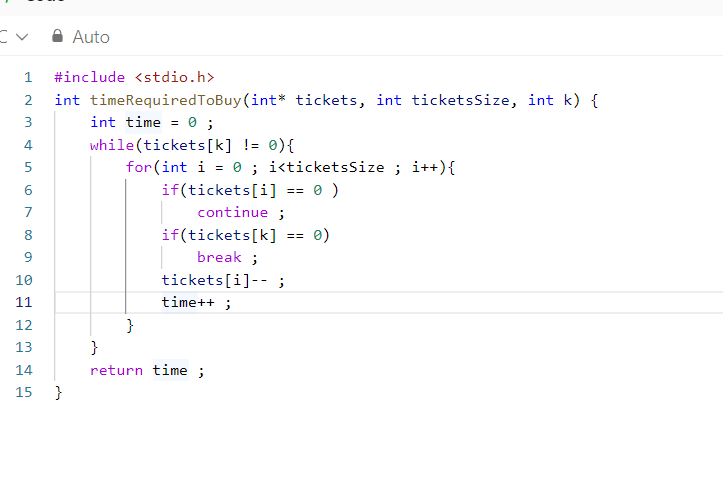 Auto
1 #include <stdio.h>
2 int timeRequiredToBuy(int* tickets, int ticketsSize, int k) {
3 int time = 0 ;
4 while(tickets[k] != 0){
5 for(int i = 0 ; i<ticketsSize ; i++){
6 if(tickets[i] == 0 )
7 continue ;
8 if(tickets[k] == 0)
9 break ;
10 tickets[i]-- ;
11 time++ ;
12 }
13 }
14 return time ;
15 }